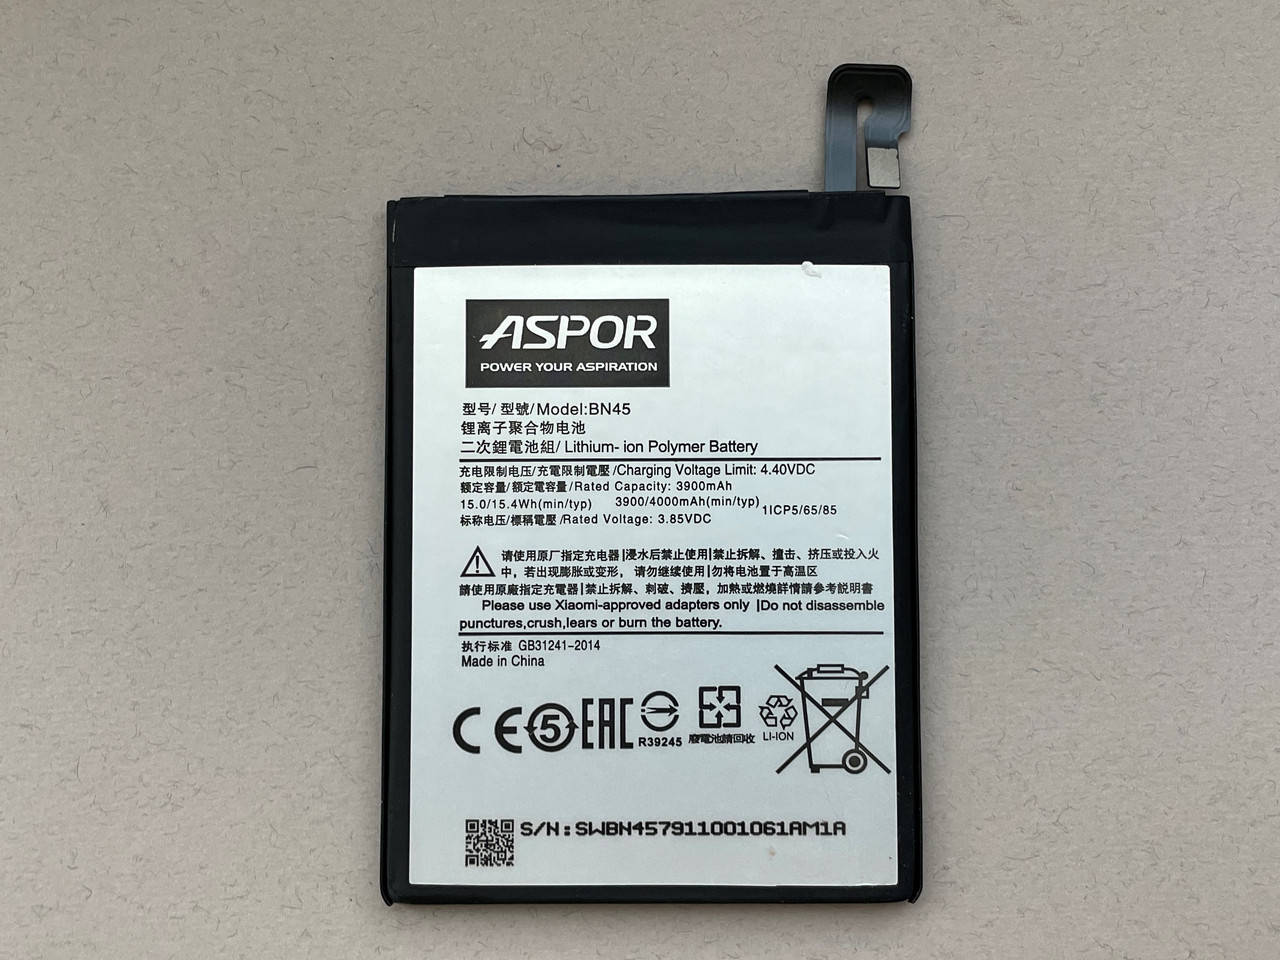 ASPOR
POWER YOUR ASPIRATION
型号/ 型號/ Model:BN45
锂离子聚合物电池
二次鋰電池組/ Lithium- ion Polymer Battery
充电限制电压/充電限制電壓 /Charging Voltage Limit: 4.40VDC
额定容量/額定電容量/Rated Capacity: 3900mAh
15.0/15.4Wh(min/typ) 3900/4000mAh(min/typ) 1ICP5/65/85
标称电压/標稱電壓 /Rated Voltage: 3.85VDC
请使用原厂指定充电器|浸水后禁止使用|禁止拆解、撞击、挤压或投入火
中，若出现膨胀或变形， 请勿继续使用|勿将电池置于高温区
請使用原廠指定充電器|禁止拆解、刺破、擠壓，加熱或燃燒詳情請參考説明書
Please use Xiaomi-approved adapters only |Do not disassemble
punctures,crush,lears or burn the battery.
执行标准 GB31241-2014
Made in China
CE 5 EAC
R39245 廢電池請回收 LI-ION
S/N:SWBN457911001061AM1A